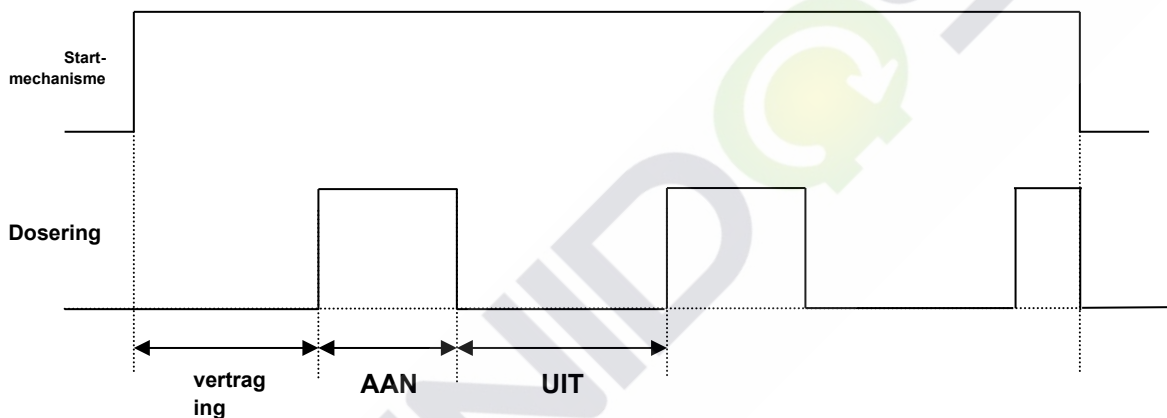 Start-
mechanisme
Dosering
vertrag
ing
AAN
UIT